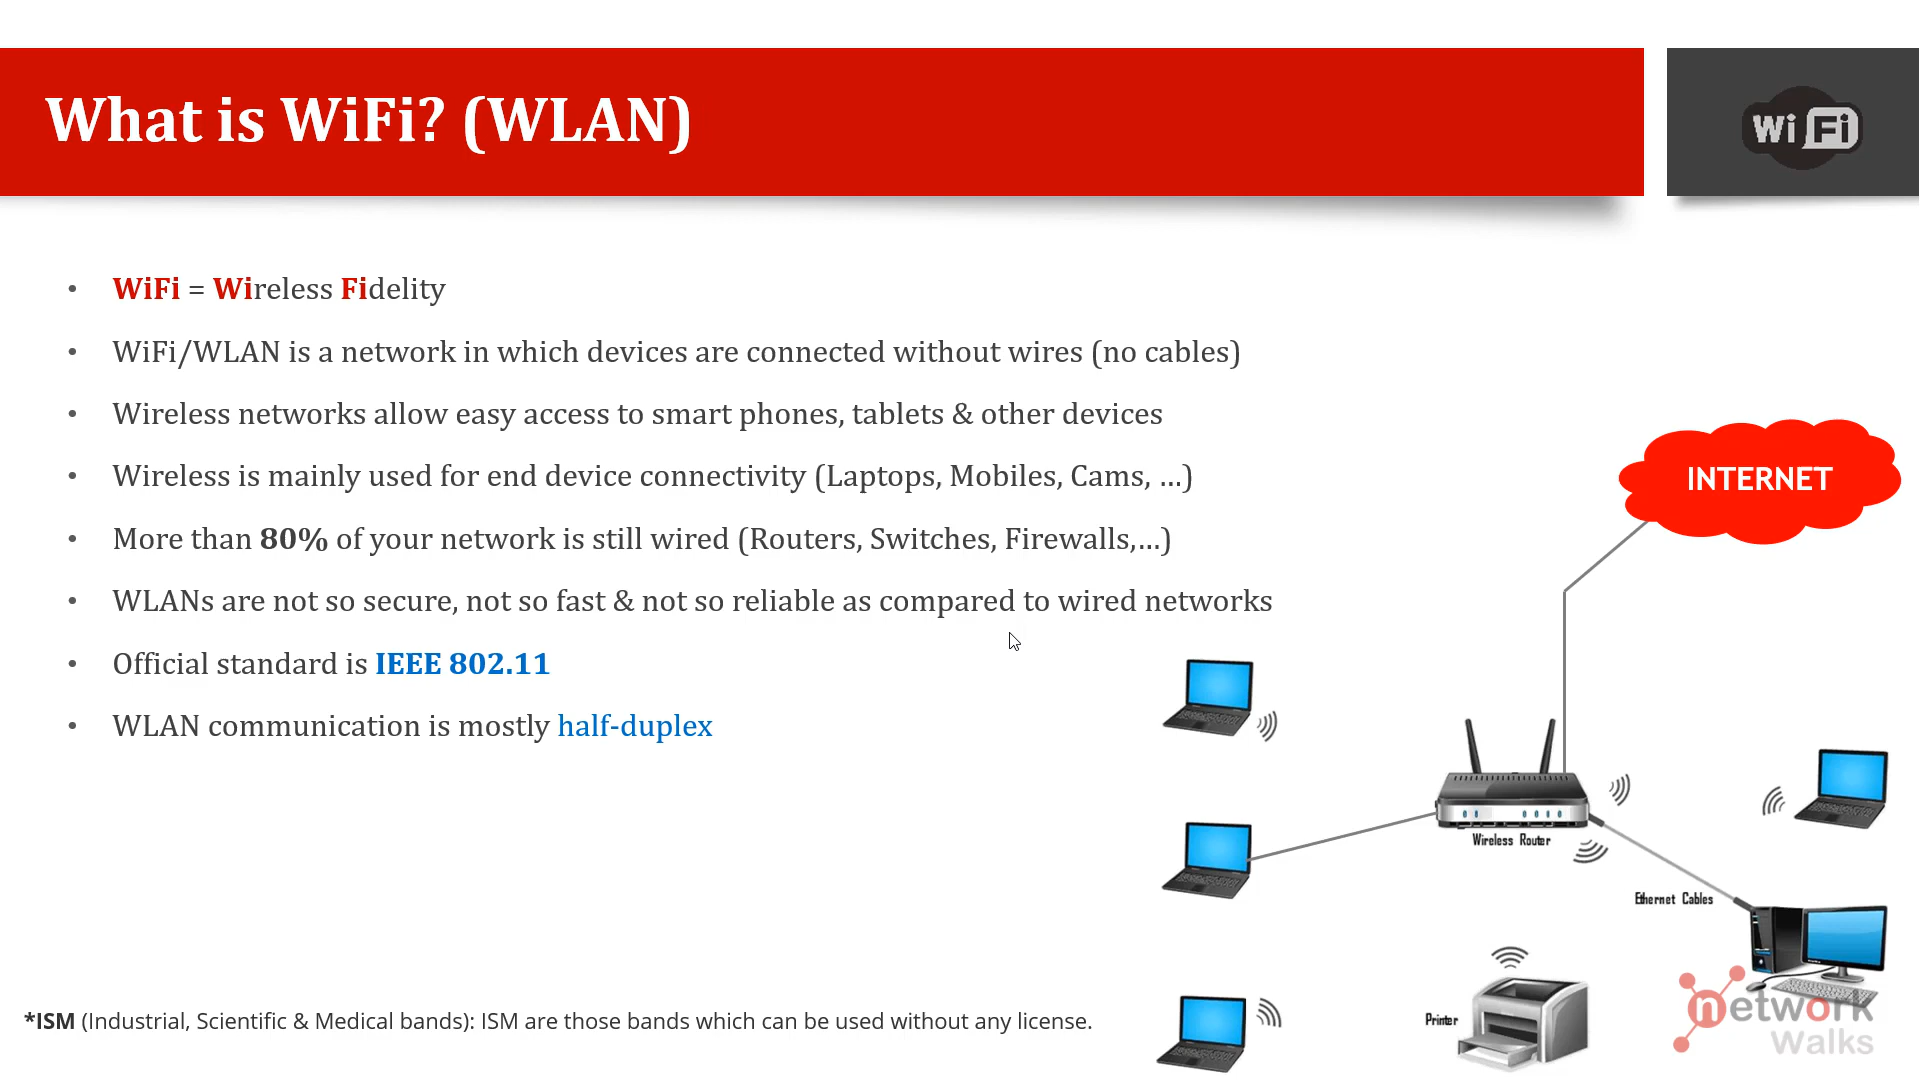 What is WiFi? (WLAN)
Wi Fi
• WiFi = Wireless Fidelity
• WiFi/WLAN is a network in which devices are connected without wires (no cables)
• Wireless networks allow easy access to smart phones, tablets & other devices
• Wireless is mainly used for end device connectivity (Laptops, Mobiles, Cams, ...)
• More than 80% of your network is still wired (Routers, Switches, Firewalls,...)
• WLANs are not so secure, not so fast & not so reliable as compared to wired networks
• Official standard is IEEE 802.11
• WLAN communication is mostly half-duplex
INTERNET
Wireless Router
Ethernet Cables
Printer
*ISM (Industrial, Scientific & Medical bands): ISM are those bands which can be used without any license.
network
Walks